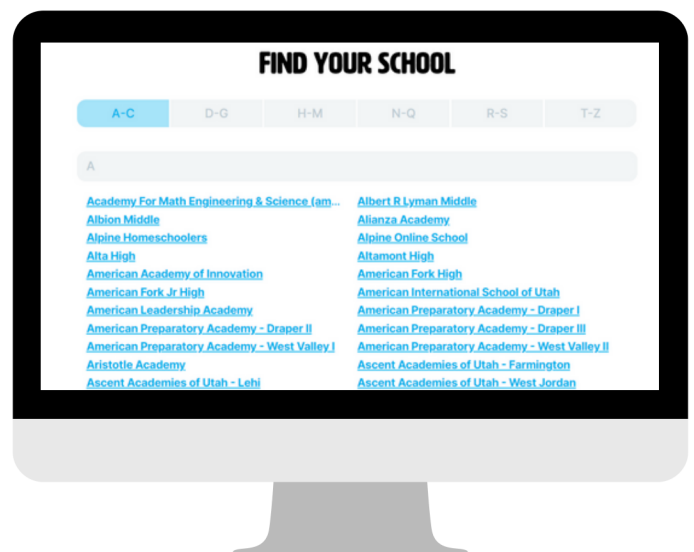 FIND YOUR SCHOOL
A-C D-G H-M N-Q R-S T-Z
A
Academy For Math Engineering & Science (am... Albert R Lyman Middle
Albion Middle Alianza Academy
Alpine Homeschoolers Alpine Online School
Alta High Altamont High
American Academy of Innovation American Fork High
American Fork Jr High American International School of Utah
American Leadership Academy American Preparatory Academy - Draper I
American Preparatory Academy - Draper II American Preparatory Academy - Draper III
American Preparatory Academy - West Valley I American Preparatory Academy - West Valley II
Aristotle Academy Ascent Academies of Utah - Farmington
Ascent Academies of Utah - Lehi Ascent Academies of Utah - West Jordan